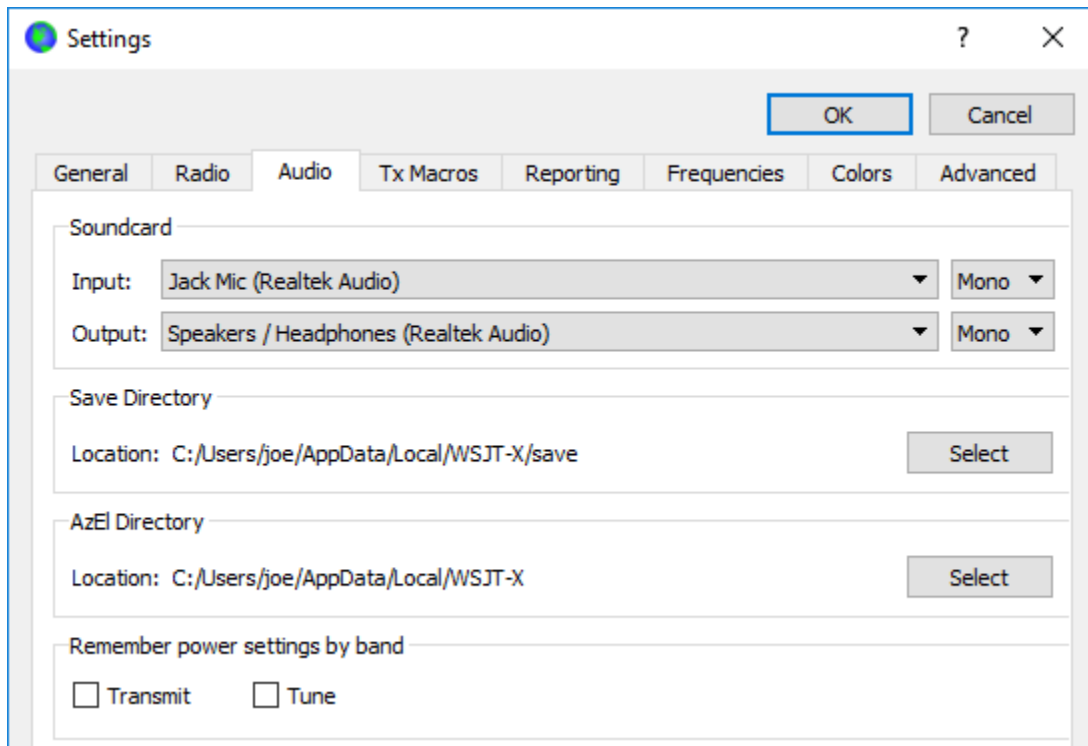 Settings ?
OK Cancel
General Radio Audio Tx Macros Reporting Frequencies Colors Advanced
Soundcard
Input: Jack Mic (Realtek Audio) Mono
Output: Speakers / Headphones (Realtek Audio) Mono
Save Directory
Location: C:/Users/joe/AppData/Local/WSJT-X/save Select
AzEl Directory
Location: C:/Users/joe/AppData/Local/WSJT-X Select
Remember power settings by band
Transmit Tune